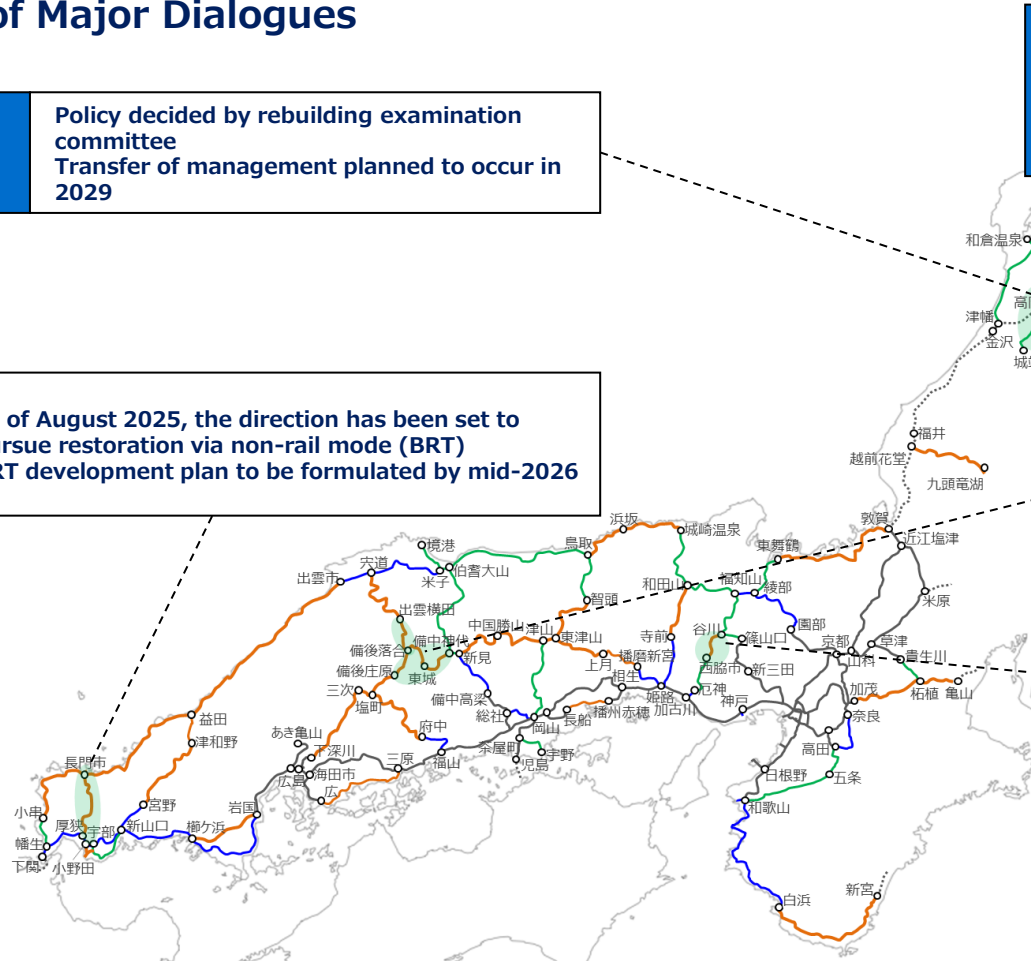 of Major Dialogues
Policy decided by rebuilding examination
committee
Transfer of management planned to occur in
2029
of August 2025, the direction has been set to
ursue restoration via non-rail mode (BRT)
RT development plan to be formulated by mid-2026
和倉温泉
津幡
金沢
福井
越前花堂
九頭竜湖
敦賀
近江塩津
浜坂
城崎温泉
東舞鶴
鳥取
境港
宍道
米子
伯耆大山
出雲市
和田山
福知山
綾部
米原
智頭
出雲横田
中国勝山
津山
東津山
寺前
谷川
篠山口
園部
京都
山科
草津
貴生川
備後落合
備中神代
新見
上月
播磨新宮
西脇市
新三田
備後庄原
東城
相生
柘植
亀山
三次
備中高梁
姫路
厄神
加古川
神戸
加茂
塩町
総社
長船
播州赤穂
奈良
益田
府中
岡山
あき亀山
津和野
下深川
三原
福山
茶屋町
宇野
高田
長門市
広島
海田市
児島
白根野
五条
広
小串
宮野
岩国
和歌山
厚狭
宇部
新山口
櫛ケ浜
幡生
下関
小野田
白浜
新宮